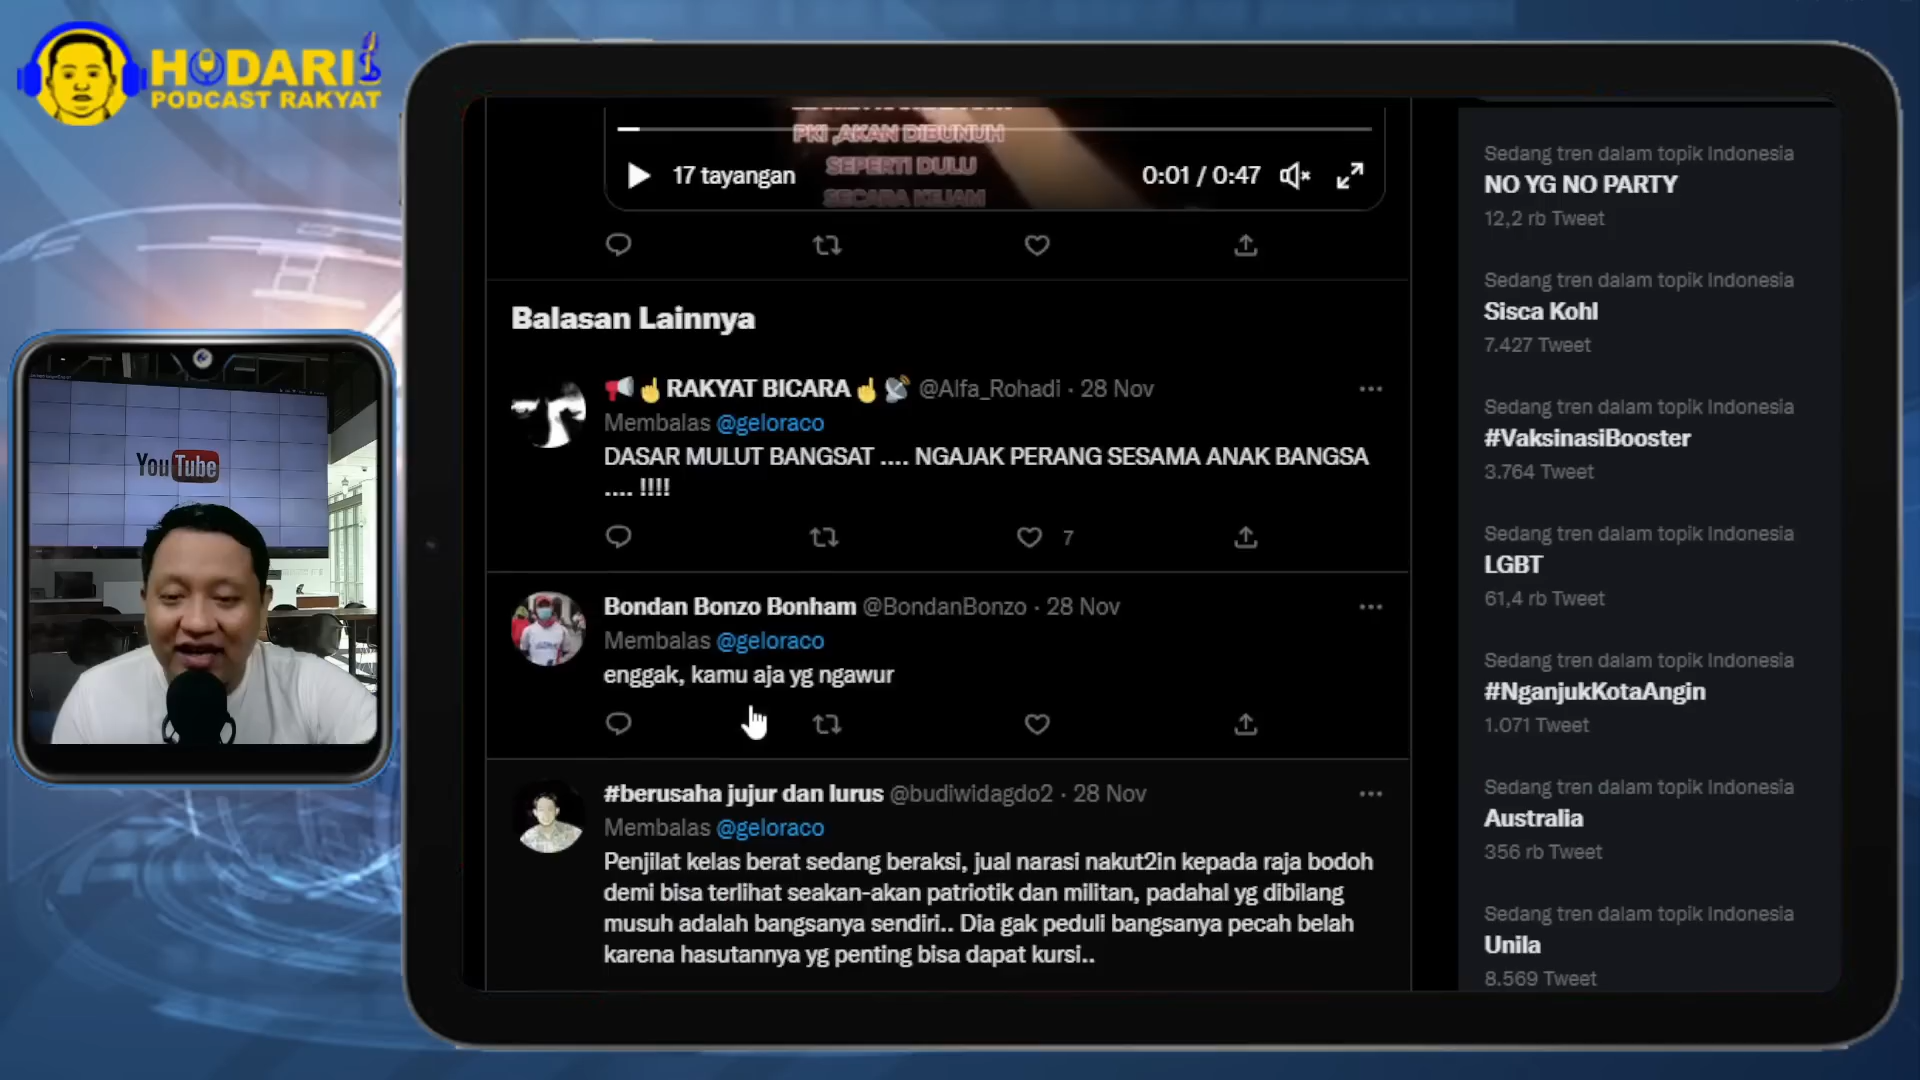 HODARI
PODCAST RAKYAT
YouTube
PKI ,AKAN DIBUNUH
SEPERTI DULU
SECARA KEJAM
17 tayangan
0:01 / 0:47
Balasan Lainnya
RAKYAT BICARA @Alfa_Rohadi · 28 Nov
Membalas @geloraco
DASAR MULUT BANGSAT .... NGAJAK PERANG SESAMA ANAK BANGSA
.... !!!!
7
Bondan Bonzo Bonham @BondanBonzo · 28 Nov
Membalas @geloraco
enggak, kamu aja yg ngawur
#berusaha jujur dan lurus @budiwidagdo2 · 28 Nov
Membalas @geloraco
Penjilat kelas berat sedang beraksi, jual narasi nakut2in kepada raja bodoh
demi bisa terlihat seakan-akan patriotik dan militan, padahal yg dibilang
musuh adalah bangsanya sendiri.. Dia gak peduli bangsanya pecah belah
karena hasutannya yg penting bisa dapat kursi..
Sedang tren dalam topik Indonesia
NO YG NO PARTY
12,2 rb Tweet
Sedang tren dalam topik Indonesia
Sisca Kohl
7.427 Tweet
Sedang tren dalam topik Indonesia
#VaksinasiBooster
3.764 Tweet
Sedang tren dalam topik Indonesia
LGBT
61,4 rb Tweet
Sedang tren dalam topik Indonesia
#NganjukKotaAngin
1.071 Tweet
Sedang tren dalam topik Indonesia
Australia
356 rb Tweet
Sedang tren dalam topik Indonesia
Unila
8.569 Tweet